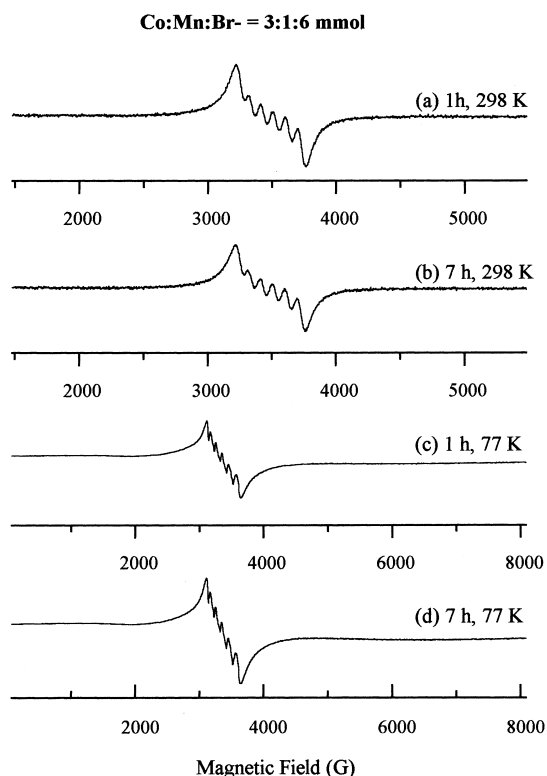 Co:Mn:Br- = 3:1:6 mmol
(a) 1h, 298 K
2000 3000 4000 5000
(b) 7 h, 298 K
2000 3000 4000 5000
(c) 1 h, 77 K
2000 4000 6000 8000
(d) 7 h, 77 K
2000 4000 6000 8000
Magnetic Field (G)